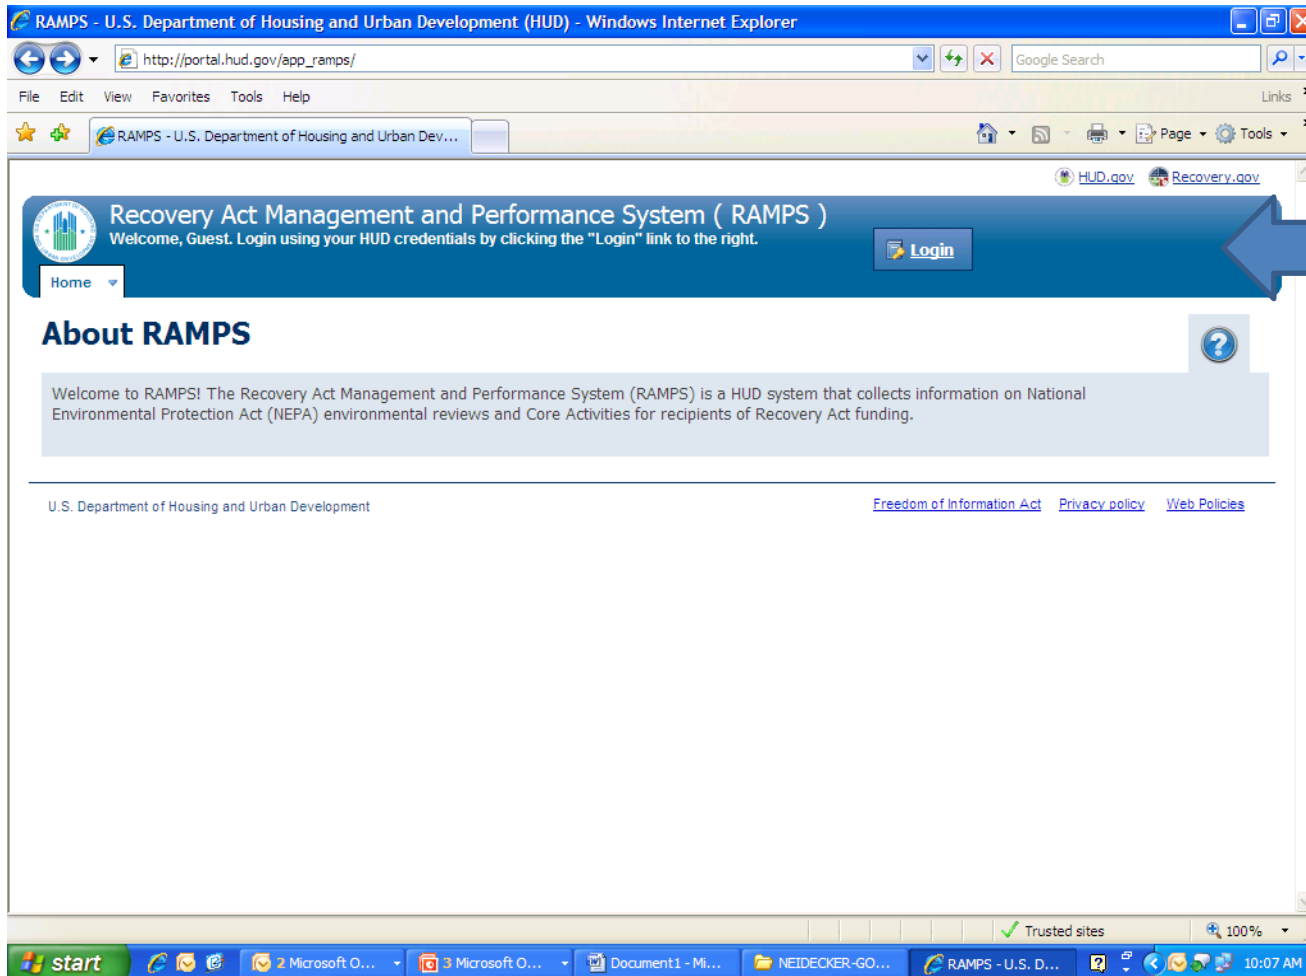 RAMPS - U.S. Department of Housing and Urban Development (HUD) - Windows Internet Explorer
http://portal.hud.gov/app_ramps/
Google Search
File Edit View Favorites Tools Help
Links
RAMPS - U.S. Department of Housing and Urban Dev...
Page Tools
HUD.gov Recovery.gov
Recovery Act Management and Performance System ( RAMPS )
Welcome, Guest. Login using your HUD credentials by clicking the "Login" link to the right.
Login
Home
About RAMPS
Welcome to RAMPS! The Recovery Act Management and Performance System (RAMPS) is a HUD system that collects information on National
Environmental Protection Act (NEPA) environmental reviews and Core Activities for recipients of Recovery Act funding.
U.S. Department of Housing and Urban Development
Freedom of Information Act Privacy policy Web Policies
Trusted sites
100%
start
2 Microsoft O...
3 Microsoft O...
Document1 - Mi...
NEIDECKER-GO...
RAMPS - U.S. D...
10:07 AM